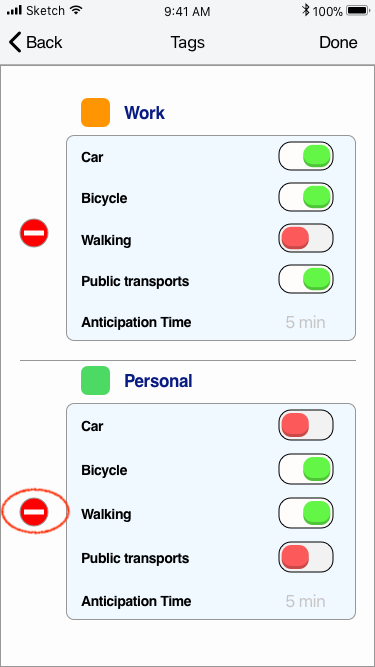 Sketch 9:41 AM 100%
Back Tags Done
Work
Car
Bicycle
Walking
Public transports
Anticipation Time 5 min
Personal
Car
Bicycle
Walking
Public transports
Anticipation Time 5 min